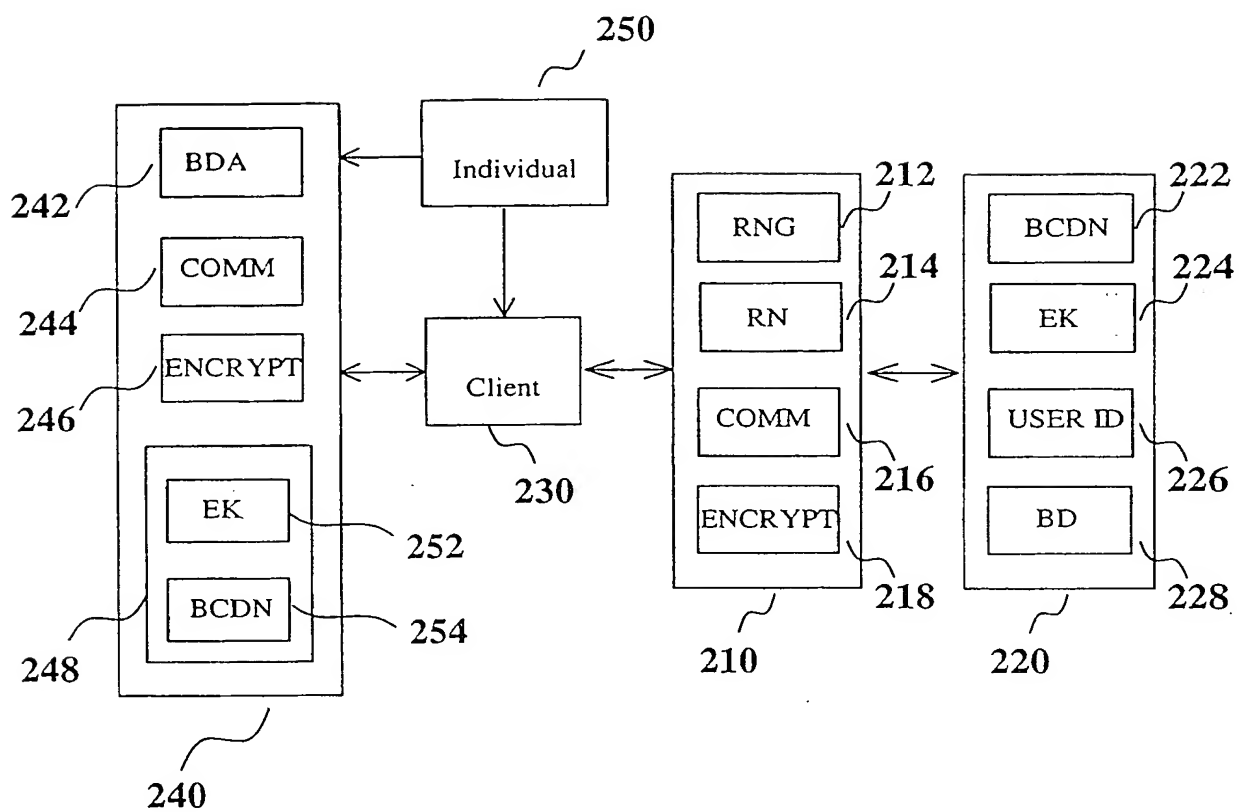 250
BDA
Individual
242
COMM
244
ENCRYPT
246
Client
230
EK
252
BCDN
254
248
240
RNG
212
RN
214
COMM
216
ENCRYPT
218
210
BCDN
222
EK
224
USER ID
226
BD
228
220